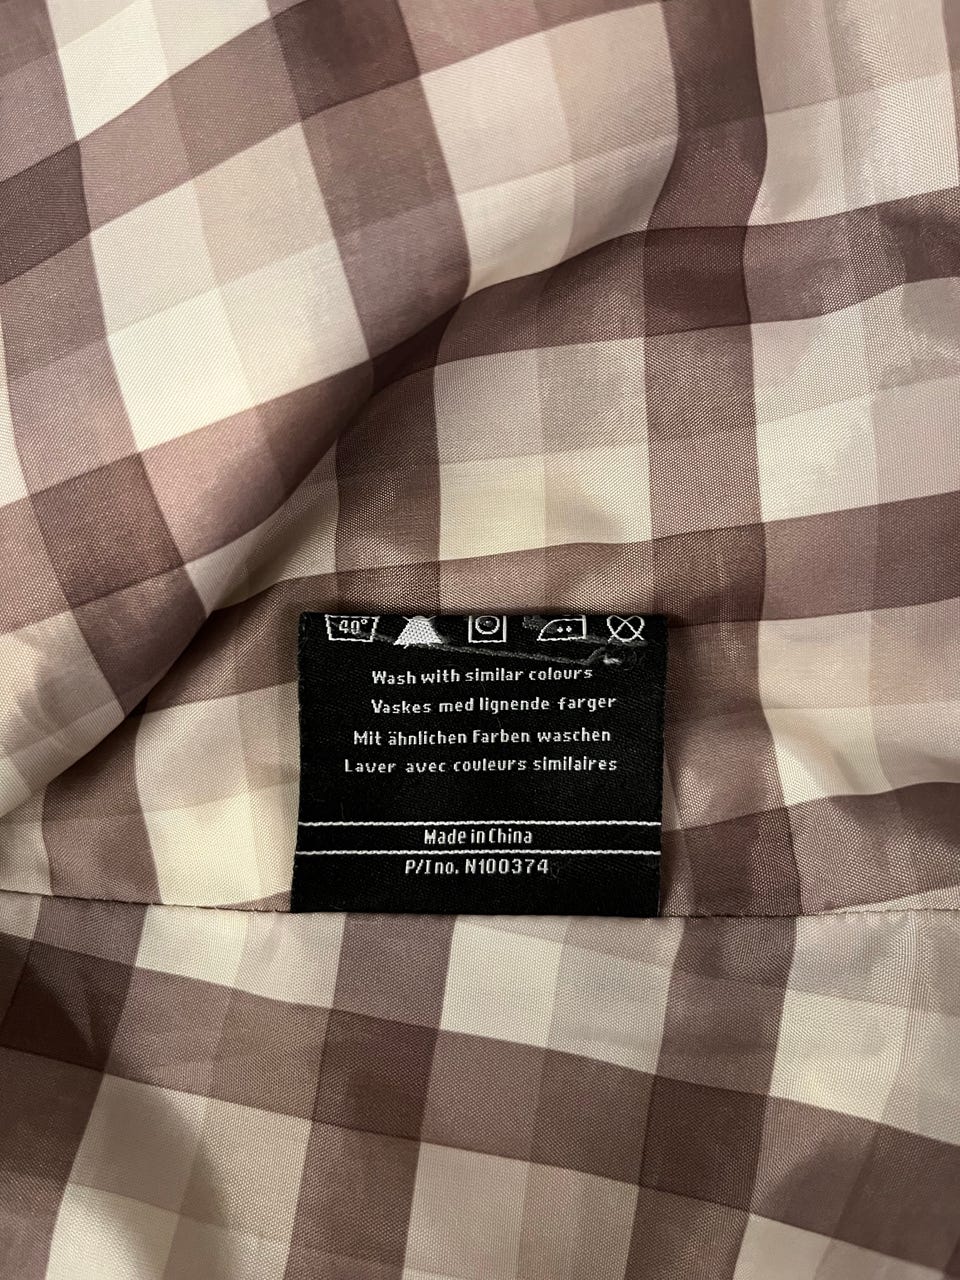 40°
Wash with similar colours
Vaskes med lignende farger
Mit ähnlichen Farben waschen
Laver avec couleurs similaires
Made in China
P/I no. N100374